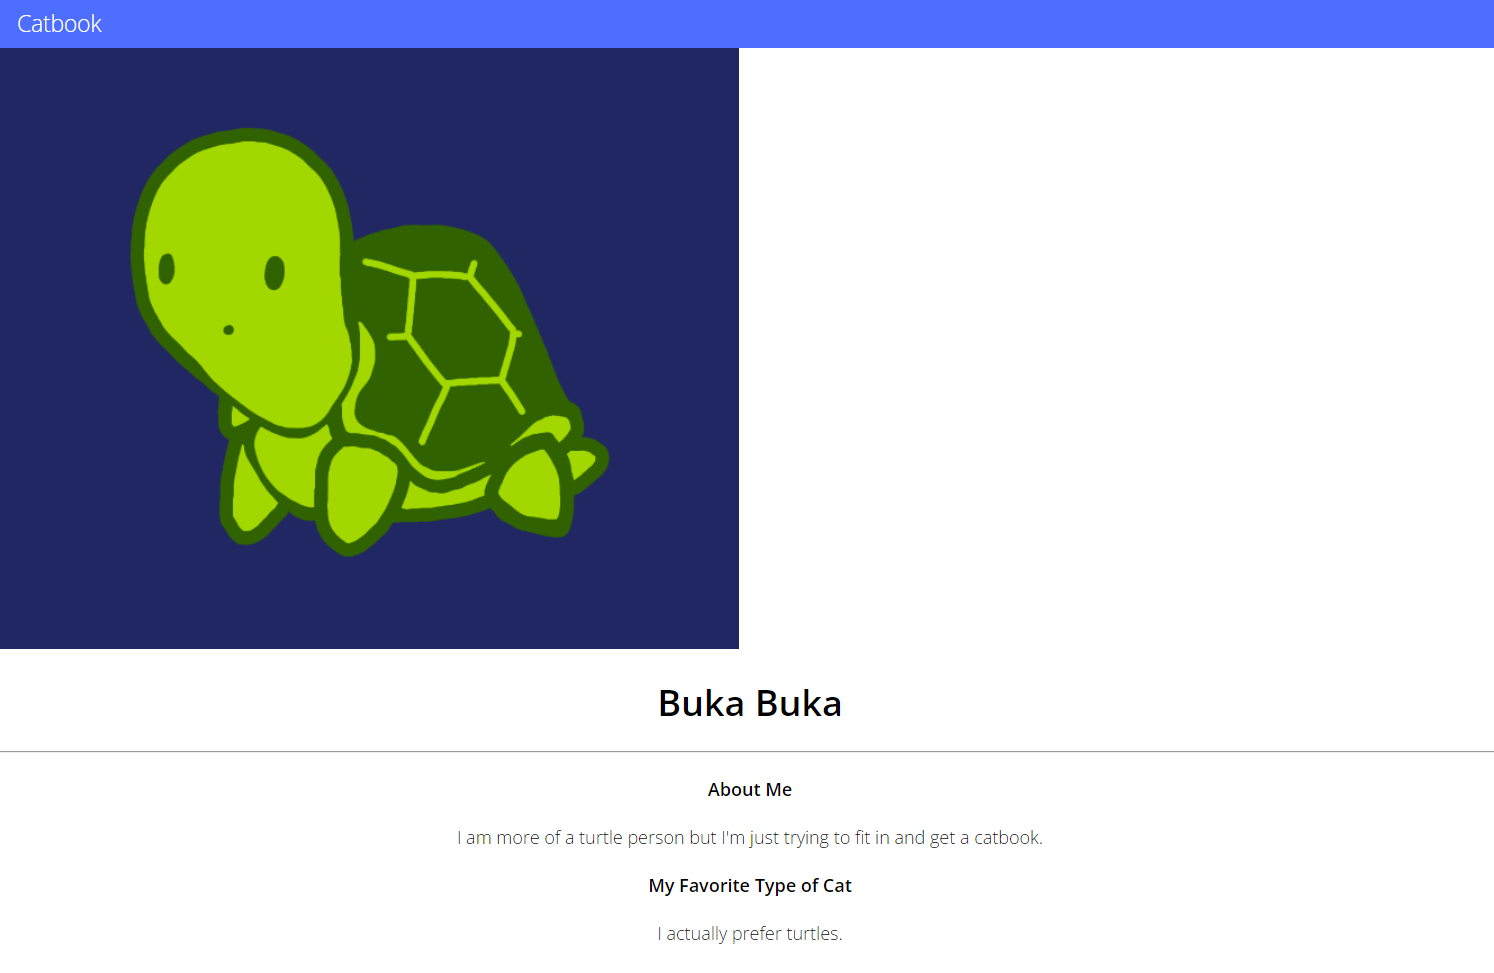 Catbook
Buka Buka
About Me
I am more of a turtle person but I'm just trying to fit in and get a catbook.
My Favorite Type of Cat
I actually prefer turtles.